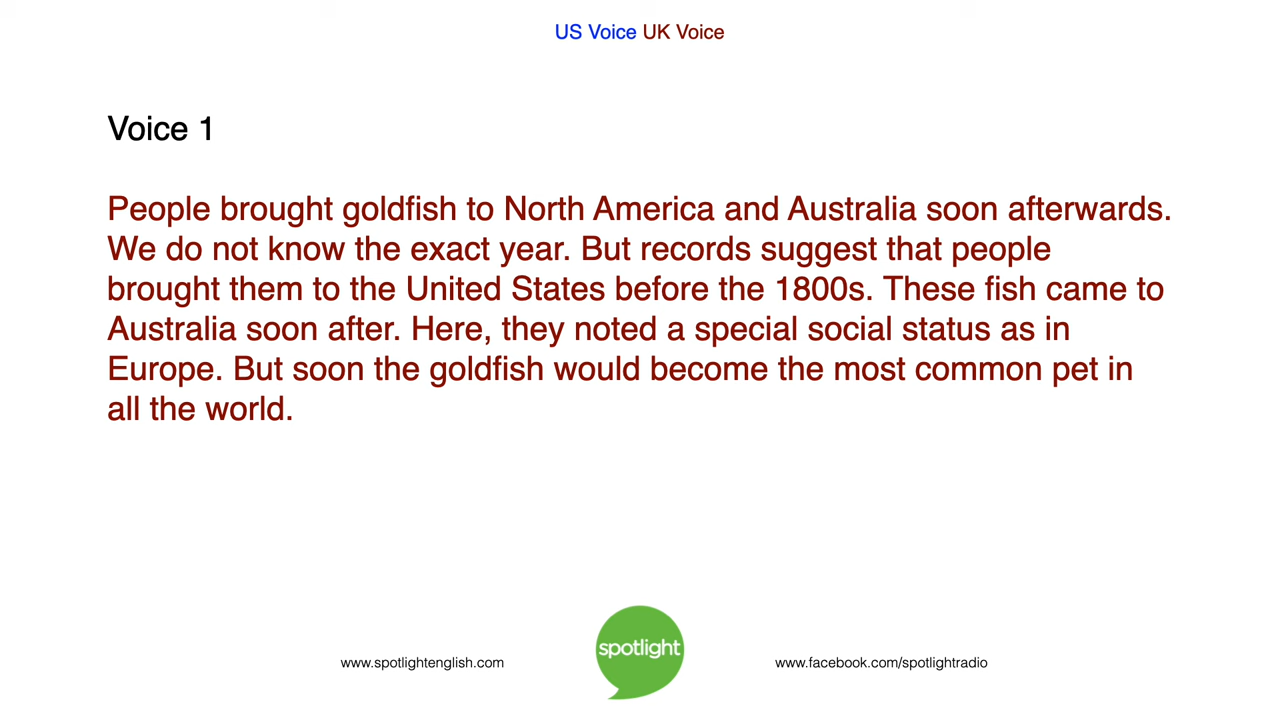 US Voice UK Voice
Voice 1
People brought goldfish to North America and Australia soon afterwards.
We do not know the exact year. But records suggest that people
brought them to the United States before the 1800s. These fish came to
Australia soon after. Here, they noted a special social status as in
Europe. But soon the goldfish would become the most common pet in
all the world.
spotlight
www.spotlightenglish.com
www.facebook.com/spotlightradio